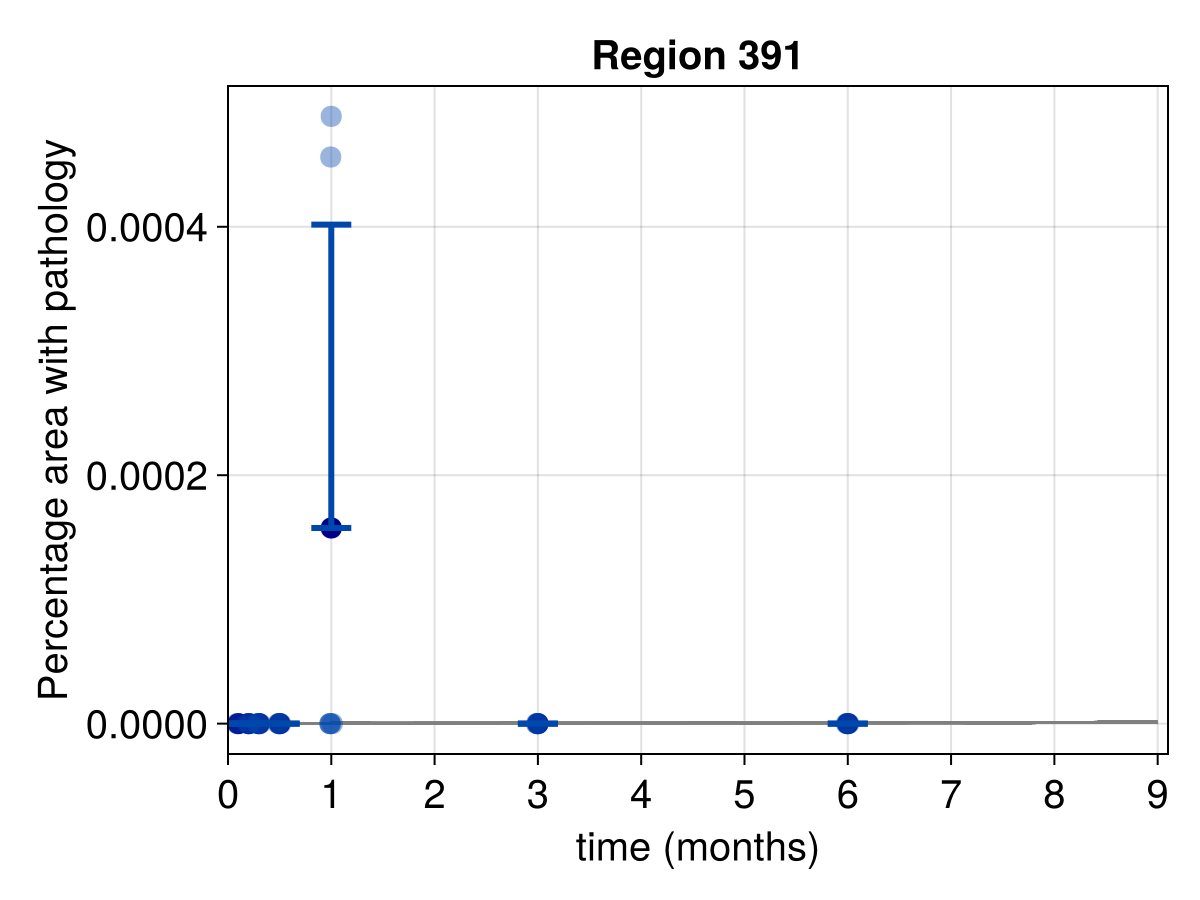 Region 391
Percentage area with pathology
0.0004
0.0002
0.0000
0 1 2 3 4 5 6 7 8 9
time (months)